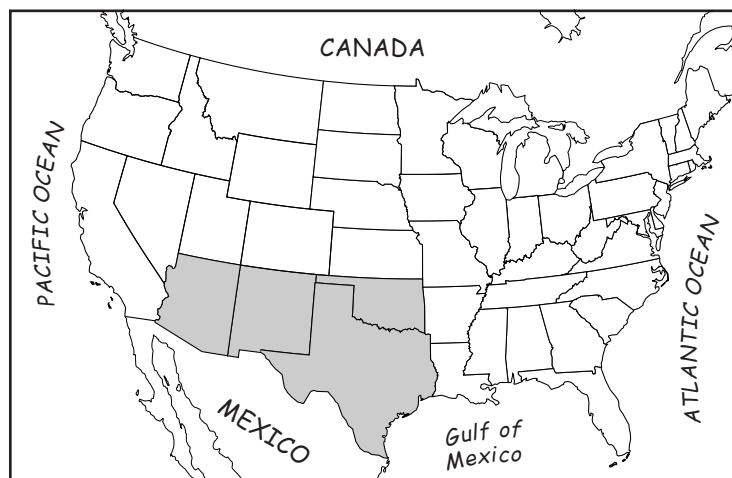 CANADA
PACIFIC OCEAN
ATLANTIC OCEAN
MEXICO
Gulf of
Mexico